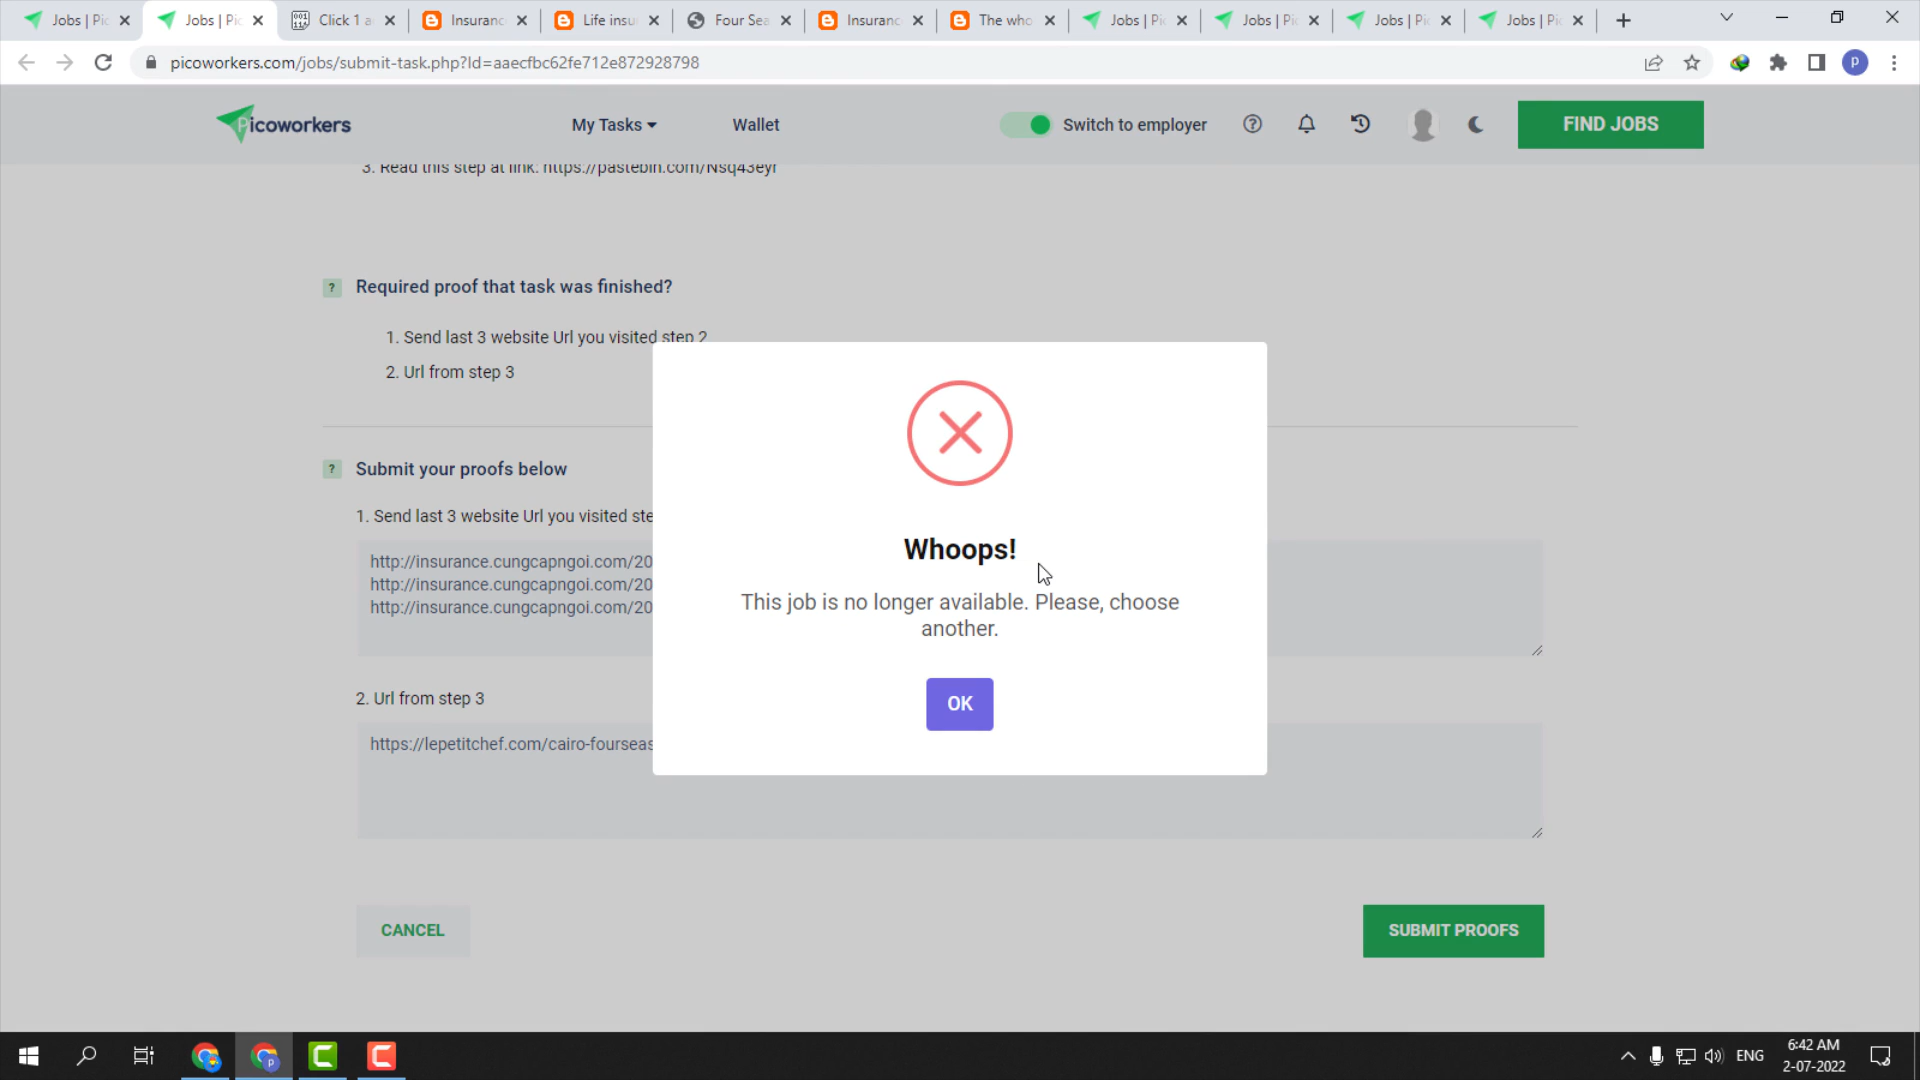 Jobs | Pic
Jobs | Pic
Click 1 a
Insuranc
Life insu
Four Sea
Insuranc
The who
Jobs | Pic
Jobs | Pic
Jobs | Pic
Jobs | Pic
picoworkers.com/jobs/submit-task.php?Id=aaecfbc62fe712e872928798
P
Picoworkers
My Tasks
Wallet
Switch to employer
FIND JOBS
3. Read this step at link: https://pastebin.com/Nsq43eyr
? Required proof that task was finished?
1. Send last 3 website Url you visited step 2
2. Url from step 3
? Submit your proofs below
1. Send last 3 website Url you visited ste
http://insurance.cungcapngoi.com/20
http://insurance.cungcapngoi.com/20
http://insurance.cungcapngoi.com/20
2. Url from step 3
https://lepetitchef.com/cairo-fourseas
Whoops!
This job is no longer available. Please, choose
another.
OK
CANCEL
SUBMIT PROOFS
ENG
6:42 AM
2-07-2022